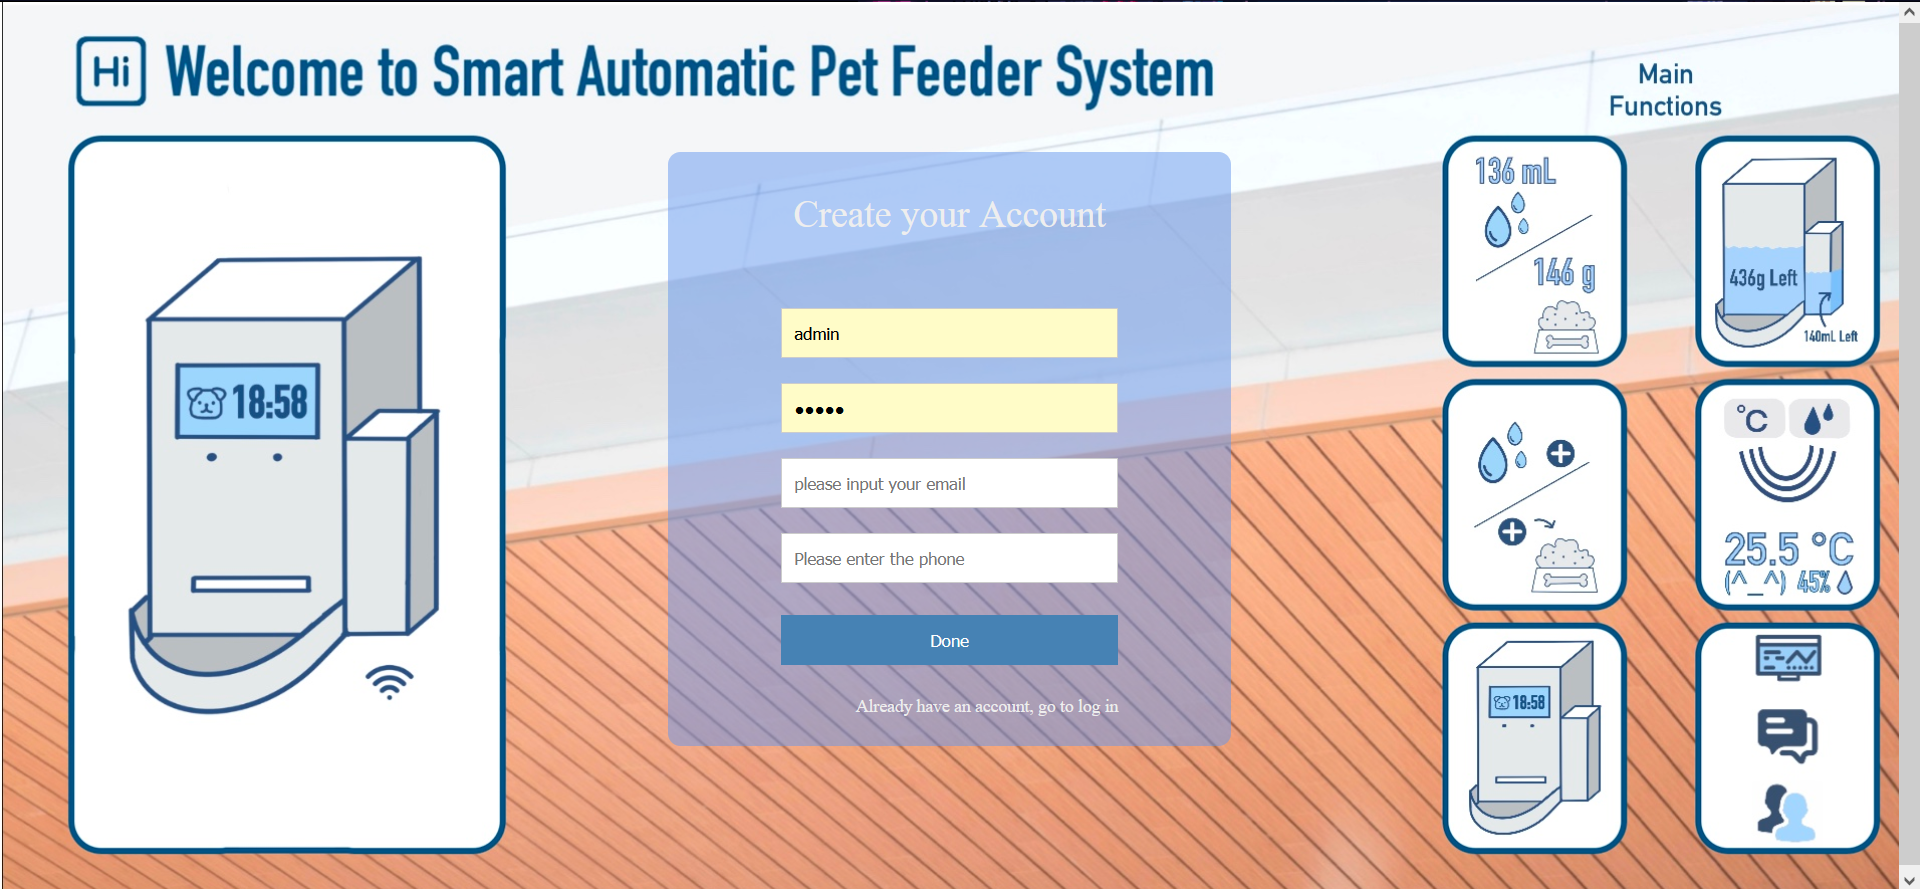 Hi Welcome to Smart Automatic Pet Feeder System
Main
Functions
18:58
Create your Account
admin
•••••
please input your email
Please enter the phone
Done
Already have an account, go to log in
136 mL
146 g
436g Left
140mL Left
°C
25.5 °C
(^_^) 45%
18:58